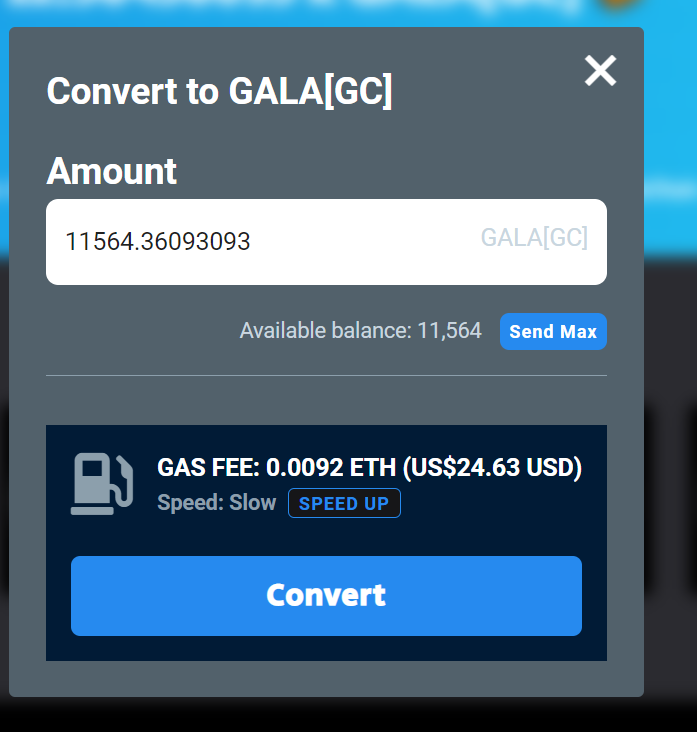 Convert to GALA[GC]
Amount
11564.36093093 GALA[GC]
Available balance: 11,564 Send Max
GAS FEE: 0.0092 ETH (US$24.63 USD)
Speed: Slow SPEED UP
Convert